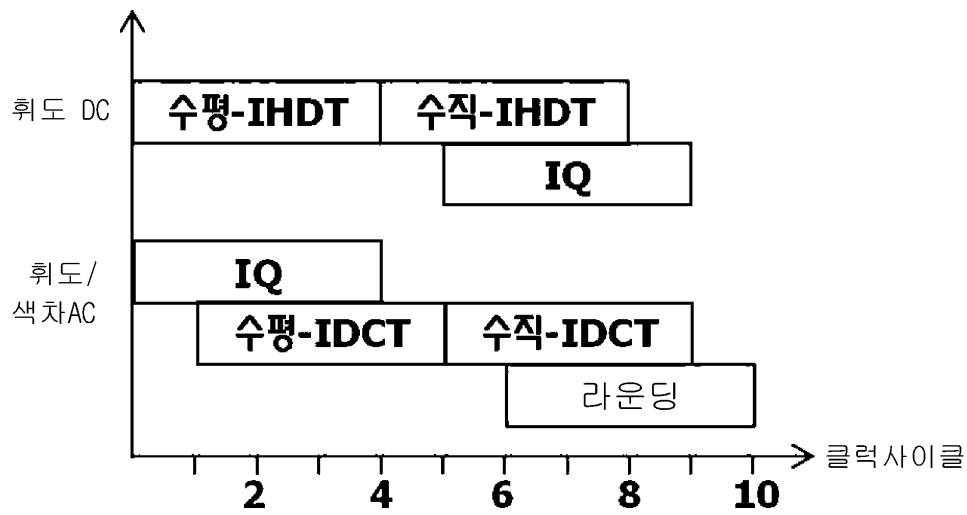 휘도 DC
수평-IHDT
수직-IHDT
IQ
휘도/
색차AC
IQ
수평-IDCT
수직-IDCT
라운딩
클럭사이클
2
4
6
8
10